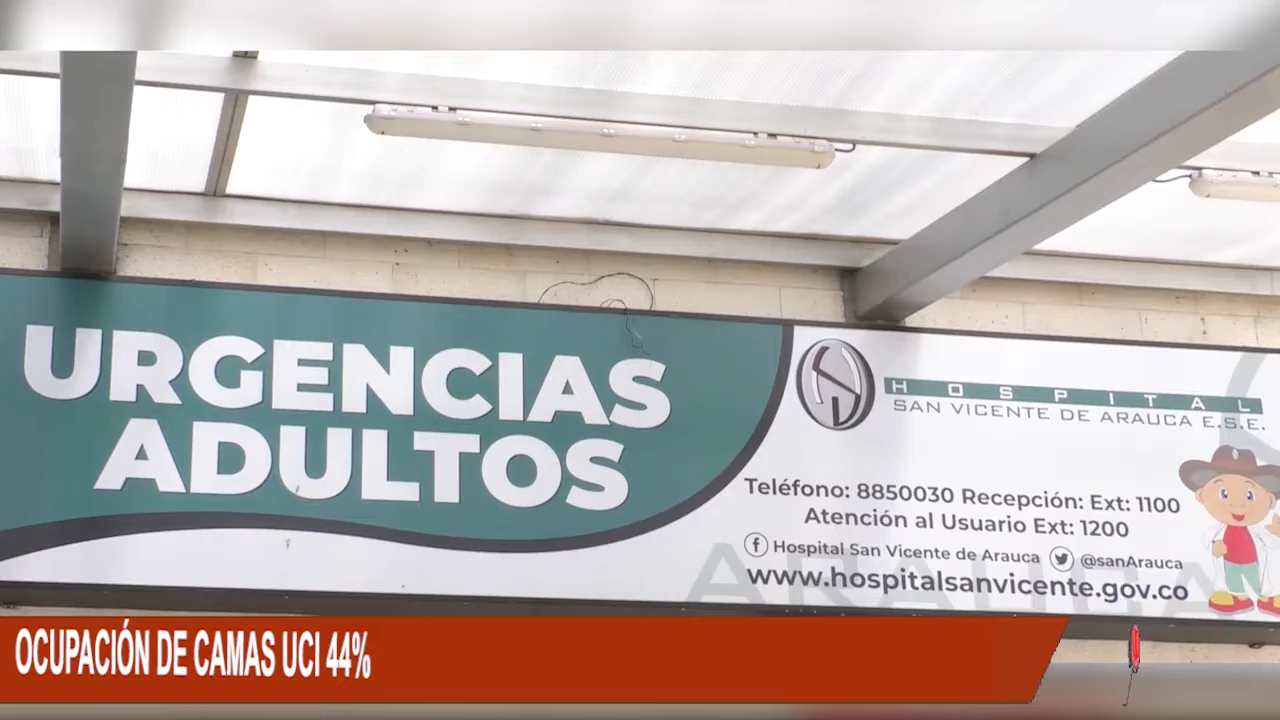 URGENCIAS
ADULTOS
HOSPITAL
SAN VICENTE DE ARAUCA E.S.E.
Teléfono: 8850030 Recepción: Ext: 1100
Atención al Usuario Ext: 1200
Hospital San Vicente de Arauca @sanArauca
www.hospitalsanvicente.gov.co
ARAUCA
OCUPACIÓN DE CAMAS UCI 44%